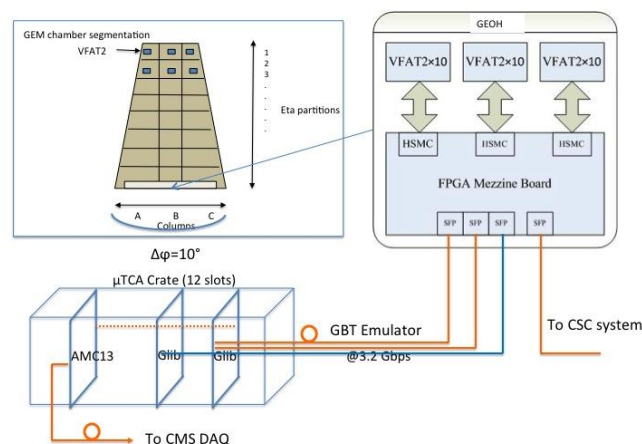 GEM chamber segmentation
VFAT2
1
2
3
.
.
.
.
.
Eta partitions
A B C
Columns
Δφ=10°
GEOH
VFAT2×10 VFAT2×10 VFAT2×10
HSMC HSMC HSMC
FPGA Mezzine Board
SFP SFP SFP SFP
µTCA Crate (12 slots)
AMC13 Glib Glib
GBT Emulator
@3.2 Gbps
To CSC system
To CMS DAQ